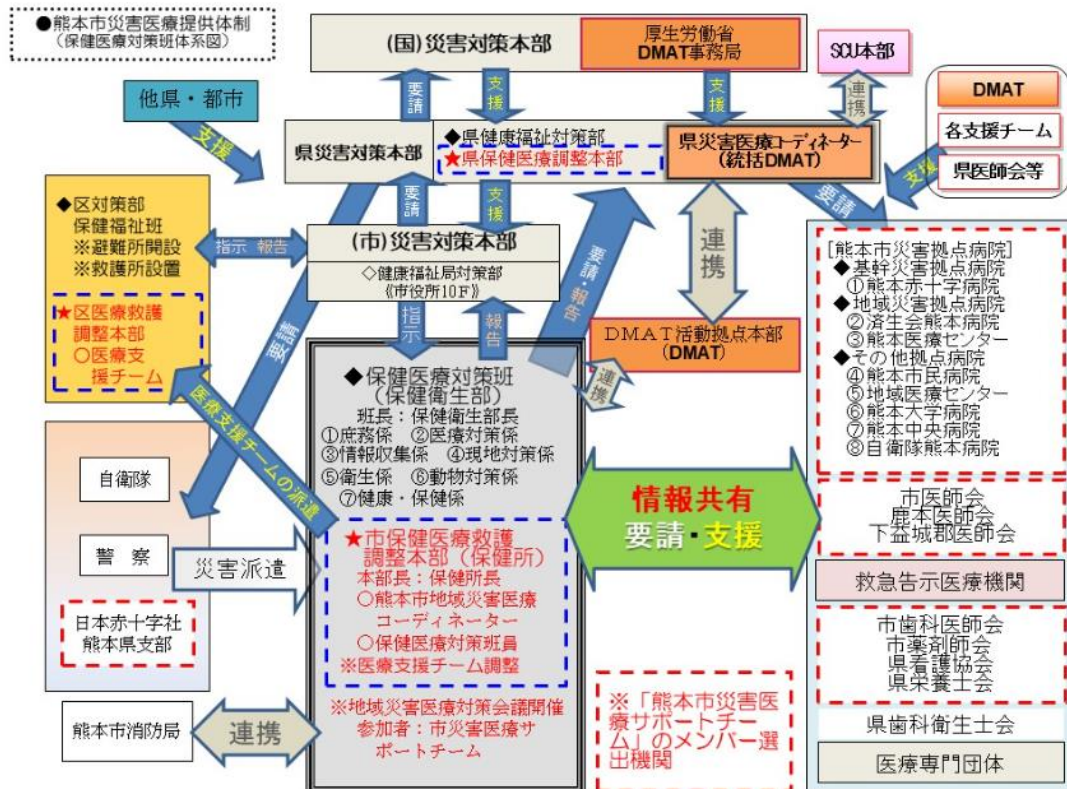 ●熊本市災害医療提供体制
(保健医療対策班体系図)
(国)災害対策本部
厚生労働省
DMAT事務局
SCU本部
他県・都市
支援
要請
支援
支援
連携
DMAT
各支援チーム
県医師会等
支援
県災害対策本部
◆県健康福祉対策部
★県保健医療調整本部
県災害医療コーディネーター
(統括DMAT)
要請
◆区対策部
保健福祉班
※避難所開設
※救護所設置
★区医療救護
調整本部
○医療支
援チーム
指示 報告
要請
支援
(市)災害対策本部
◇健康福祉局対策部
《市役所10F》
指示
報告
要請
要請・報告
連携
DMAT活動拠点本部
(DMAT)
連携
医療支援チームの派遣
◆保健医療対策班
(保健衛生部)
班長:保健衛生部長
①庶務係 ②医療対策係
③情報収集係 ④現地対策係
⑤衛生係 ⑥動物対策係
⑦健康・保健係
★市保健医療救護
調整本部(保健所)
本部長:保健所長
○熊本市地域災害医療
コーディネーター
○保健医療対策班員
※医療支援チーム調整
※地域災害医療対策会議開催
参加者:市災害医療サ
ポートチーム
自衛隊
警察
日本赤十字社
熊本県支部
災害派遣
熊本市消防局
連携
情報共有
要請・支援
※「熊本市災害医
療サポートチー
ム」のメンバー選
出機関
[熊本市災害拠点病院]
◆基幹災害拠点病院
①熊本赤十字病院
◆地域災害拠点病院
②済生会熊本病院
③熊本医療センター
◆その他拠点病院
④熊本市民病院
⑤地域医療センター
⑥熊本大学病院
⑦熊本中央病院
⑧自衛隊熊本病院
市医師会
鹿本医師会
下益城郡医師会
救急告示医療機関
市歯科医師会
市薬剤師会
県看護協会
県栄養士会
県歯科衛生士会
医療専門団体